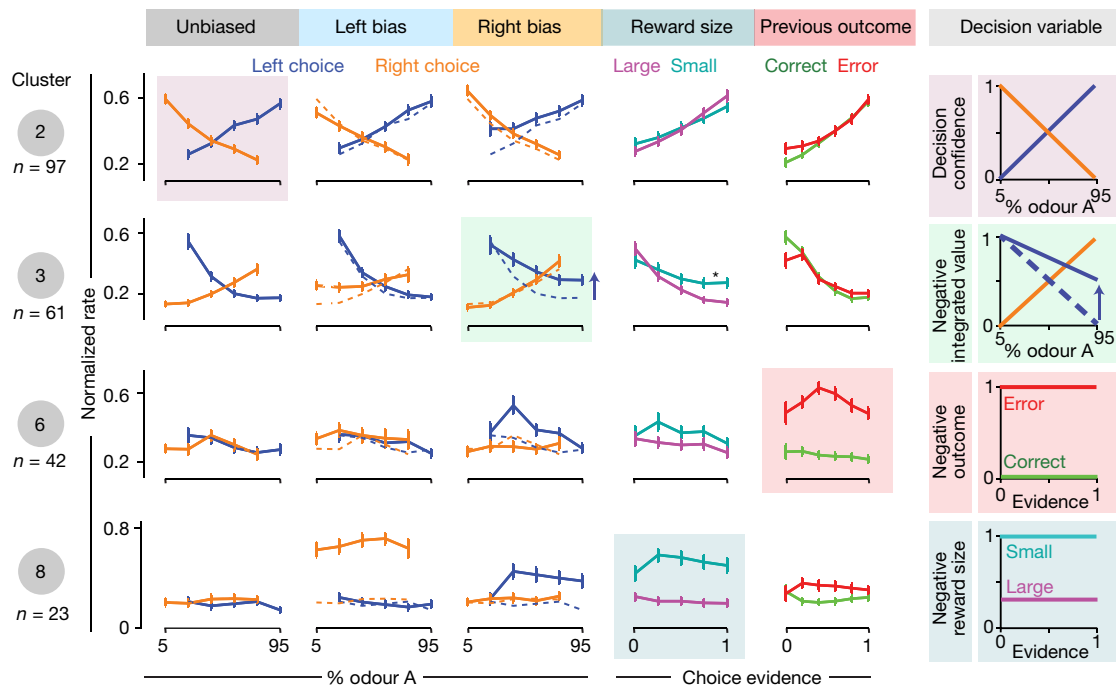 Unbiased Left bias Right bias Reward size Previous outcome Decision variable
Left choice Right choice Large Small Correct Error
Cluster
Normalized rate
2
n = 97
0.6
0.2
Decision
confidence
1
0
5 95
% odour A
3
n = 61
0.6
0.2
*
Negative
integrated value
1
0
5 95
% odour A
6
n = 42
0.6
0.2
Negative
outcome
1
0
Error
Correct
0 1
Evidence
8
n = 23
0.8
0
Negative
reward size
1
0
Small
Large
0 1
Evidence
5 95 5 95 5 95 0 1 0 1
% odour A Choice evidence